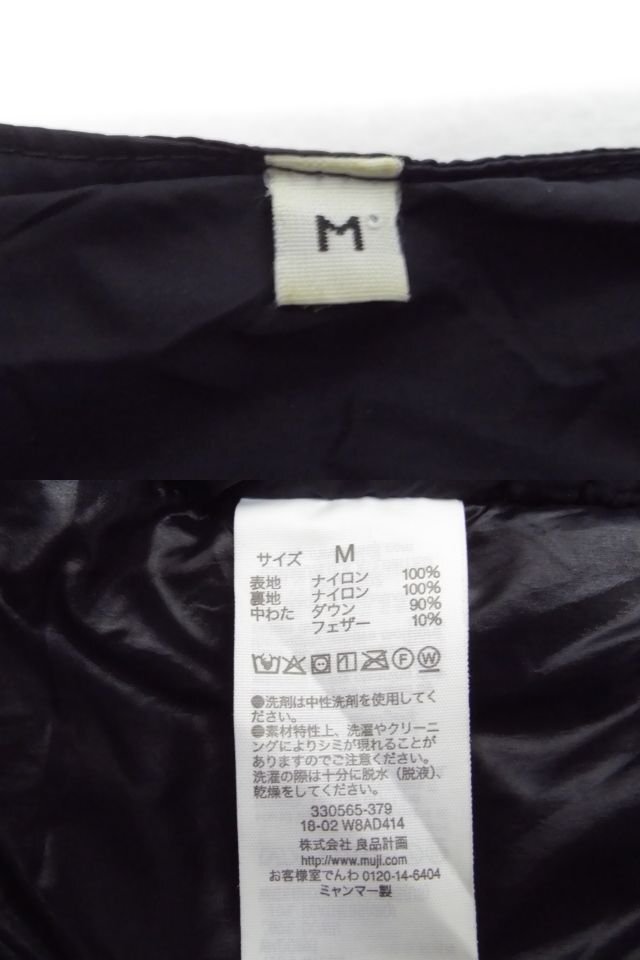 M
サイズ M
表地 ナイロン 100%
裏地 ナイロン 100%
中わた ダウン 90%
フェザー 10%
F W
●洗剤は中性洗剤を使用してく
ださい。
●素材特性上、洗濯やクリーニ
ングによりシミが現れることが
ありますのでご注意ください。
洗濯の際は十分に脱水(脱液)、
乾燥をしてください。
330565-379
18-02 W8AD414
株式会社 良品計画
http://www.muji.com
お客様室でんわ 0120-14-6404
ミャンマー製